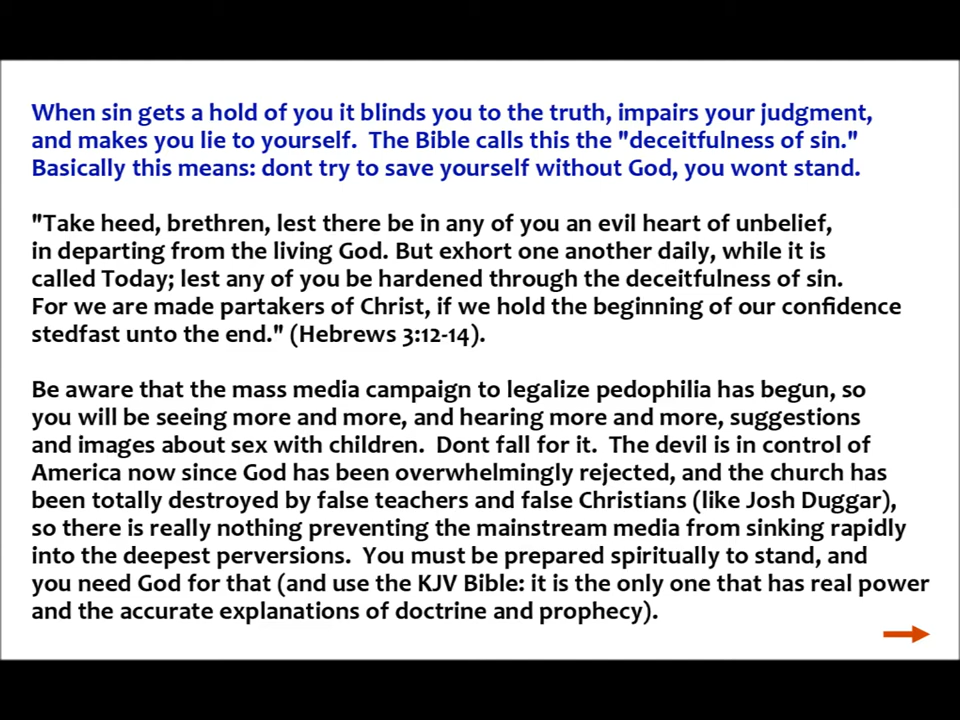 When sin gets a hold of you it blinds you to the truth, impairs your judgment,
and makes you lie to yourself.  The Bible calls this the "deceitfulness of sin."
Basically this means: dont try to save yourself without God, you wont stand.
"Take heed, brethren, lest there be in any of you an evil heart of unbelief,
in departing from the living God. But exhort one another daily, while it is
called Today; lest any of you be hardened through the deceitfulness of sin.
For we are made partakers of Christ, if we hold the beginning of our confidence
stedfast unto the end." (Hebrews 3:12-14).
Be aware that the mass media campaign to legalize pedophilia has begun, so
you will be seeing more and more, and hearing more and more, suggestions
and images about sex with children.  Dont fall for it.  The devil is in control of
America now since God has been overwhelmingly rejected, and the church has
been totally destroyed by false teachers and false Christians (like Josh Duggar),
so there is really nothing preventing the mainstream media from sinking rapidly
into the deepest perversions.  You must be prepared spiritually to stand, and
you need God for that (and use the KJV Bible: it is the only one that has real power
and the accurate explanations of doctrine and prophecy).